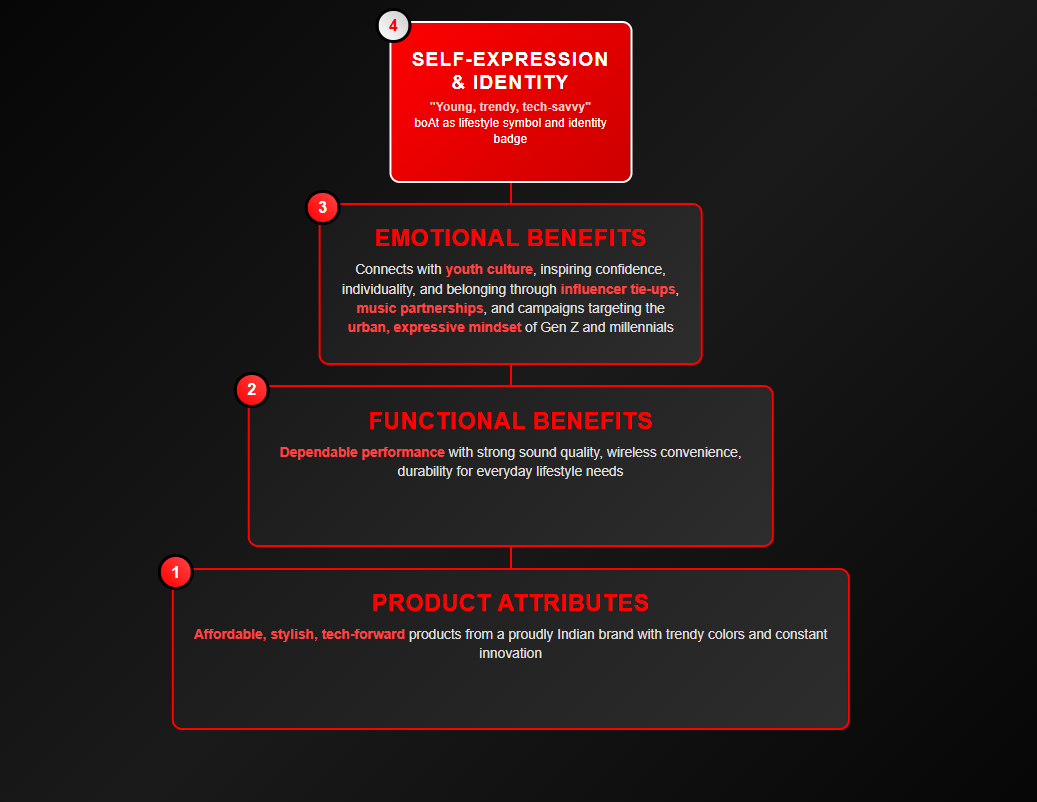 4
SELF-EXPRESSION
& IDENTITY
"Young, trendy, tech-savvy"
boAt as lifestyle symbol and identity
badge
3
EMOTIONAL BENEFITS
Connects with youth culture, inspiring confidence,
individuality, and belonging through influencer tie-ups,
music partnerships, and campaigns targeting the
urban, expressive mindset of Gen Z and millennials
2
FUNCTIONAL BENEFITS
Dependable performance with strong sound quality, wireless convenience,
durability for everyday lifestyle needs
1
PRODUCT ATTRIBUTES
Affordable, stylish, tech-forward products from a proudly Indian brand with trendy colors and constant
innovation